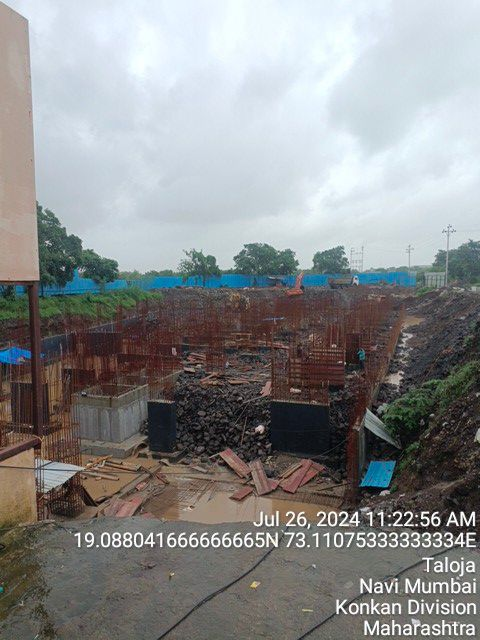 Jul 26, 2024 11:22:56 AM
19.088041666666665N 73.11075333333334E
Taloja
Navi Mumbai
Konkan Division
Maharashtra